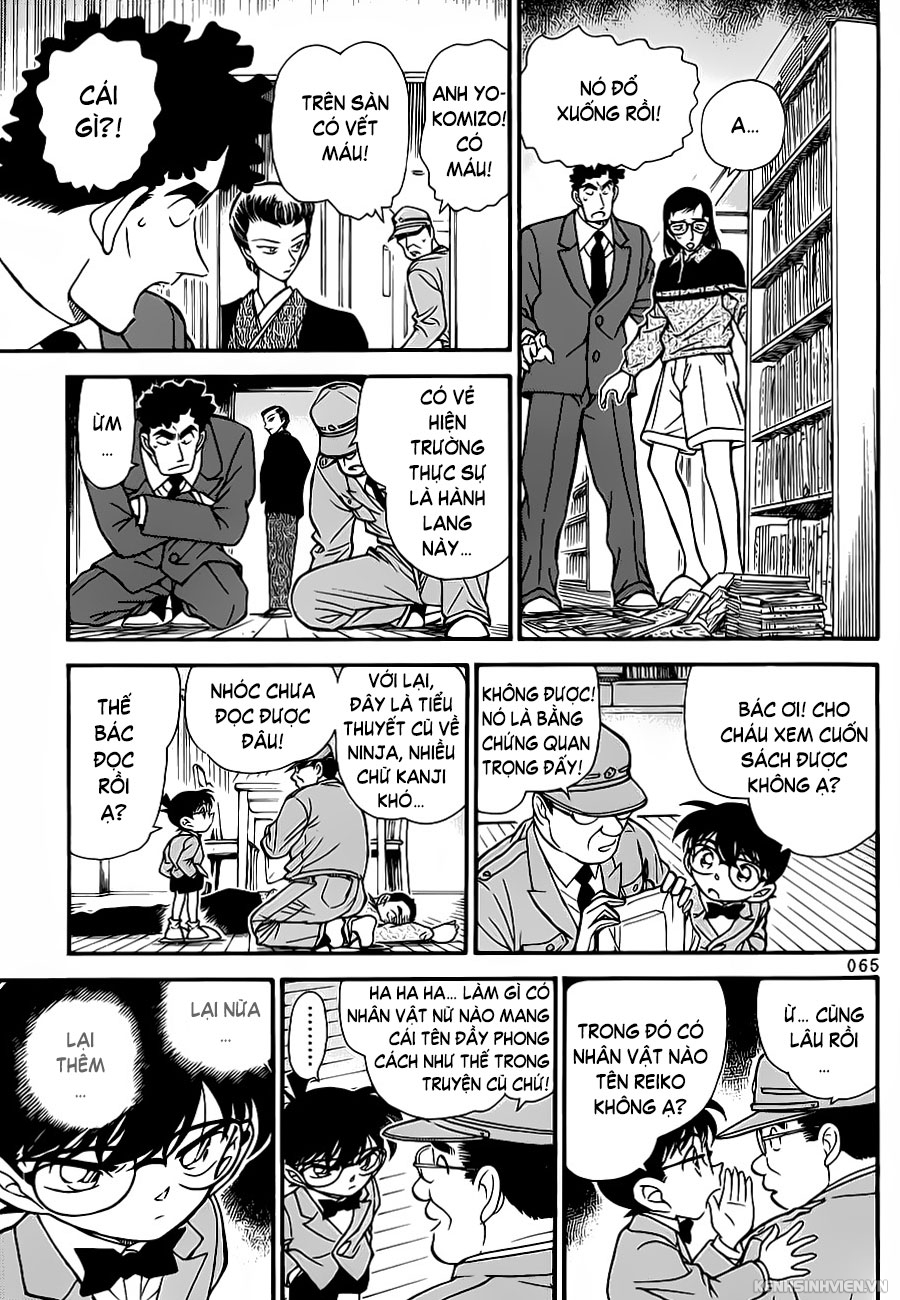 A...
NÓ ĐỔ
XUỐNG RỒI!
ANH YO-
KOMIZO!
CÓ
MÁU!
TRÊN SÀN
CÓ VẾT
MÁU!
CÁI
GÌ?!
CÓ VẺ
HIỆN
TRƯỜNG
THỰC SỰ
LÀ HÀNH
LANG
NÀY...
ỪM
...
BÁC ƠI! CHO
CHÁU XEM CUỐN
SÁCH ĐƯỢC
KHÔNG Ạ?
KHÔNG ĐƯỢC!
NÓ LÀ BẰNG
CHỨNG QUAN
TRỌNG ĐẤY!
VỚI LẠI,
ĐÂY LÀ TIỂU
THUYẾT CŨ VỀ
NINJA, NHIỀU
CHỮ KANJI
KHÓ...
NHÓC CHƯA
ĐỌC ĐƯỢC
ĐÂU!
THẾ
BÁC
ĐỌC
RỒI
Ạ?
065
Ừ... CŨNG
LÂU RỒI
...
TRONG ĐÓ CÓ
NHÂN VẬT NÀO
TÊN REIKO
KHÔNG Ạ?
HA HA HA... LÀM GÌ CÓ
NHÂN VẬT NỮ NÀO MANG
CÁI TÊN ĐẦY PHONG
CÁCH NHƯ THẾ TRONG
TRUYỆN CŨ CHỨ!
........
LẠI NỮA
...
LẠI
THÊM
...
KENHSINHVIEN.VN